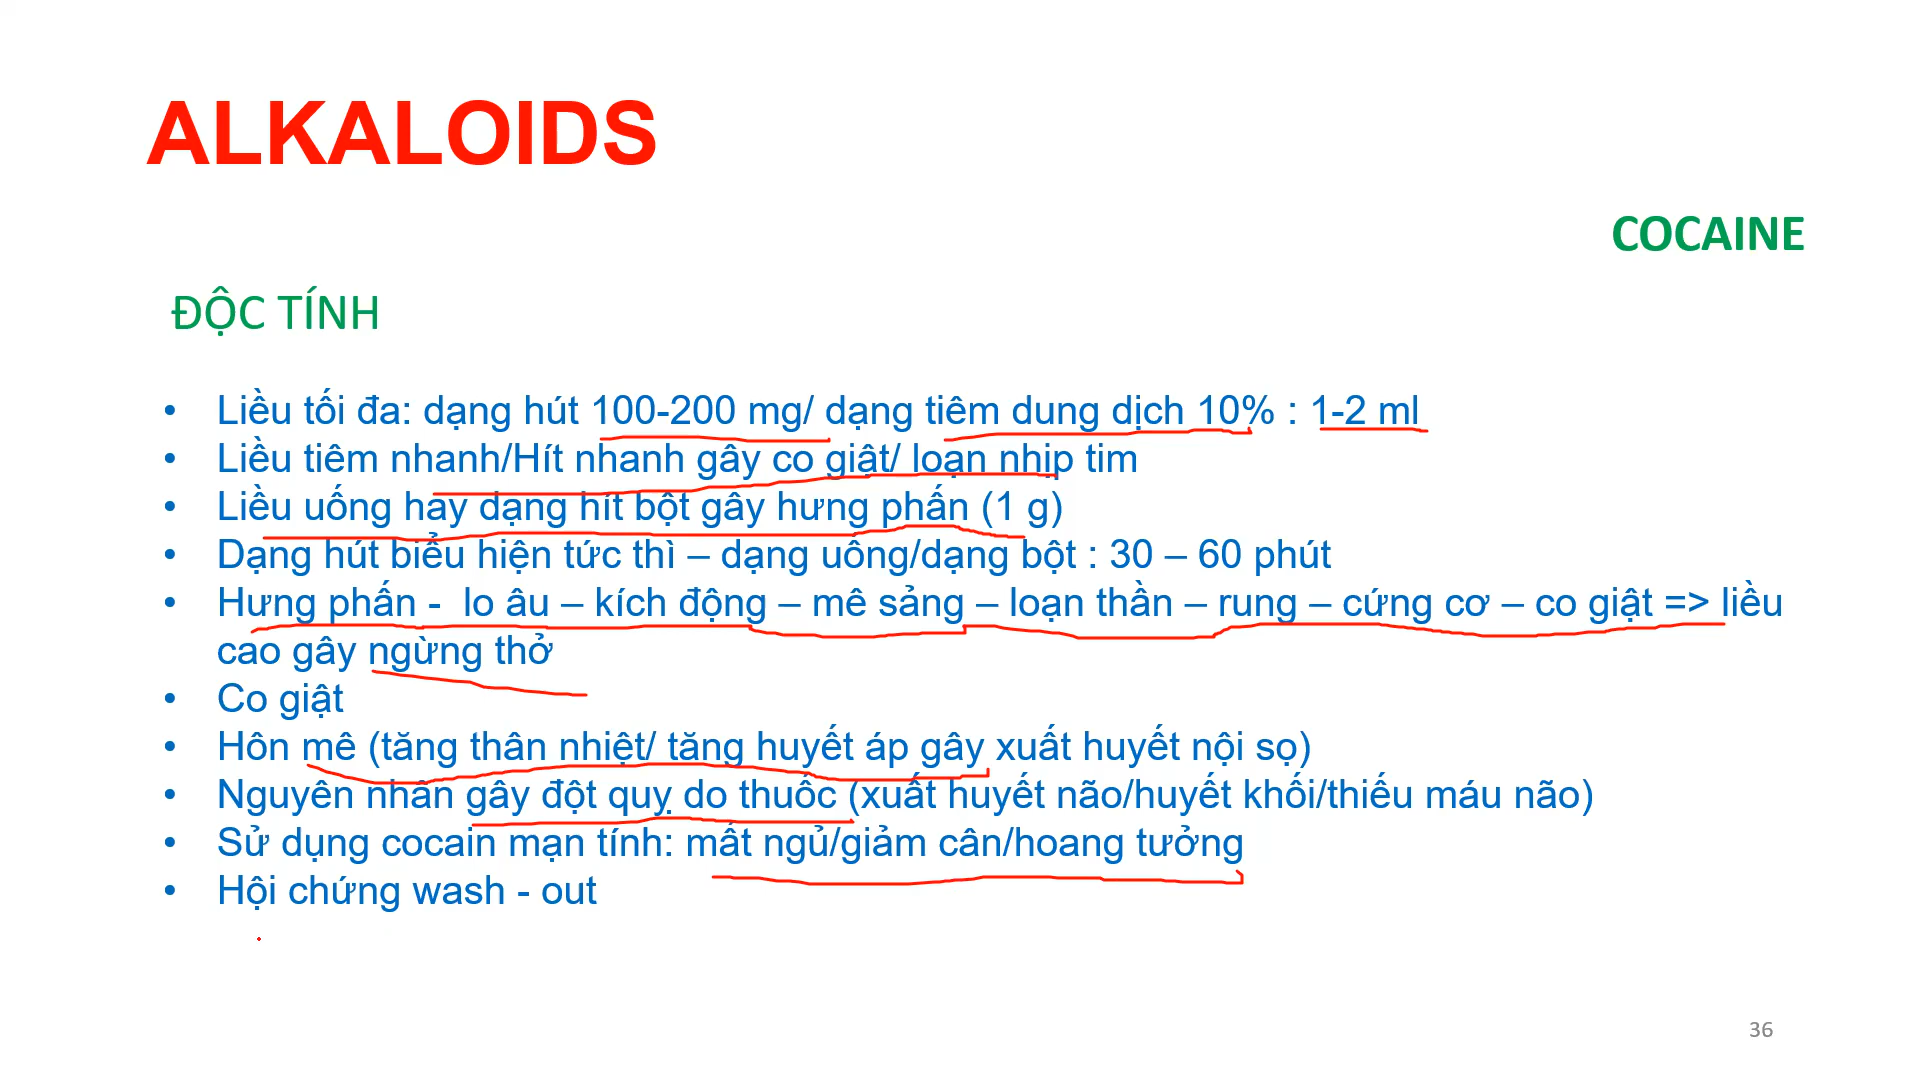 ALKALOIDS
COCAINE
ĐỘC TÍNH
• Liều tối đa: dạng hút 100-200 mg/ dạng tiêm dung dịch 10% : 1-2 ml
• Liều tiêm nhanh/Hít nhanh gây co giật/ loạn nhịp tim
• Liều uống hay dạng hít bột gây hưng phấn (1 g)
• Dạng hút biểu hiện tức thì – dạng uống/dạng bột : 30 – 60 phút
• Hưng phấn - lo âu – kích động – mê sảng – loạn thần – rung – cứng cơ – co giật => liều
cao gây ngừng thở
• Co giật
• Hôn mê (tăng thân nhiệt/ tăng huyết áp gây xuất huyết nội sọ)
• Nguyên nhân gây đột quỵ do thuốc (xuất huyết não/huyết khối/thiếu máu não)
• Sử dụng cocain mạn tính: mất ngủ/giảm cân/hoang tưởng
• Hội chứng wash - out
36